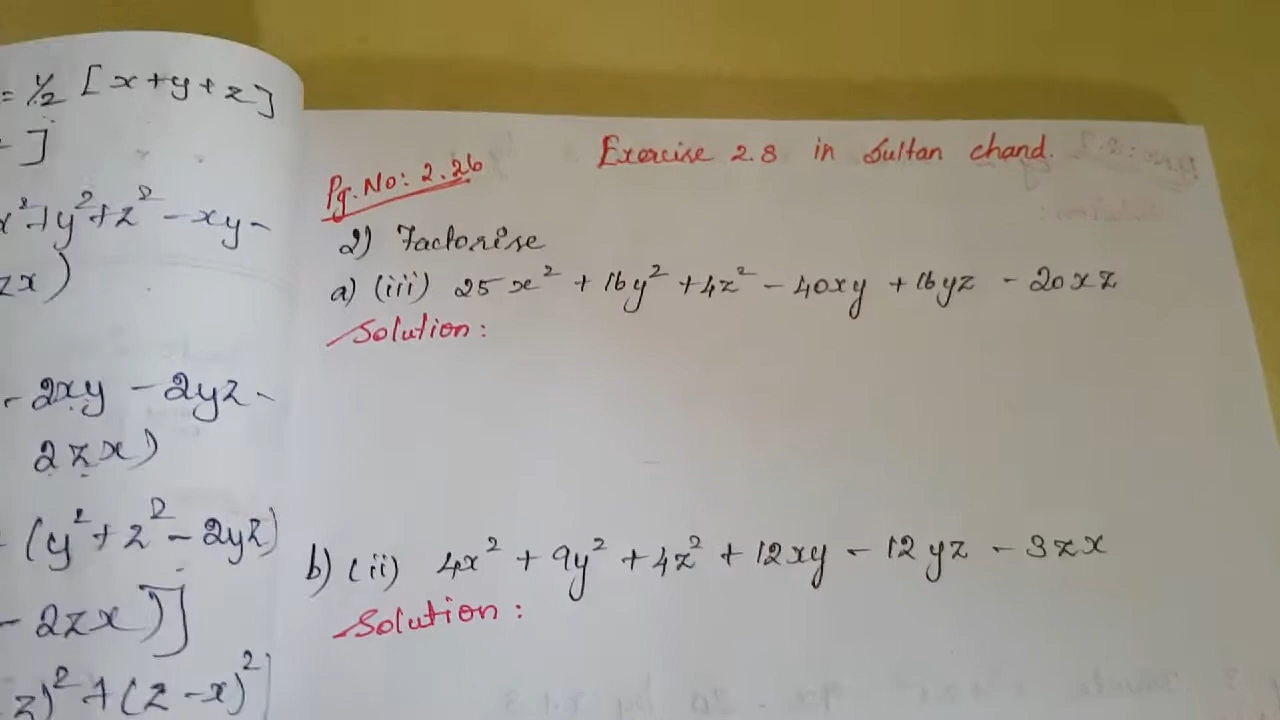 = 1/2 [x+y+z]
- ]
x²+y²+z² -xy-
zx)
- 2xy - 2yz -
2zx)
- (y²+z² - 2yz)
- 2zx)]
z)² + (z-x)²]
Exercise 2.8 in Sultan chand.
Pg.No: 2.26
2) Factorise
a) (iii) 25x² + 16y² + 4z² - 40xy + 16yz - 20xz
Solution:
b) (ii) 4x² + 9y² + 4z² + 12xy - 12yz - 3zx
Solution: